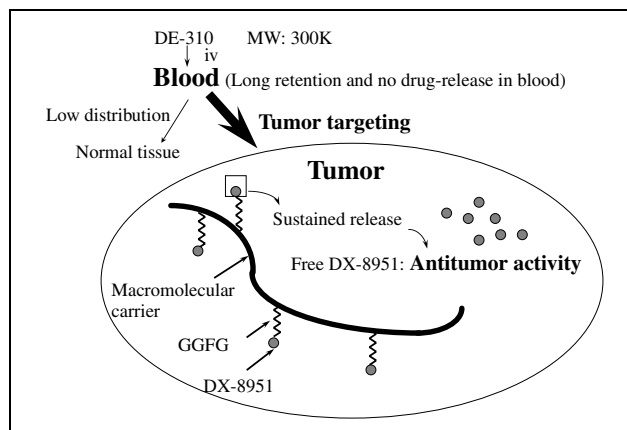 DE-310 MW: 300K
iv
Blood (Long retention and no drug-release in blood)
Low distribution
Tumor targeting
Normal tissue
Tumor
Sustained release
Free DX-8951: Antitumor activity
Macromolecular
carrier
GGFG
DX-8951